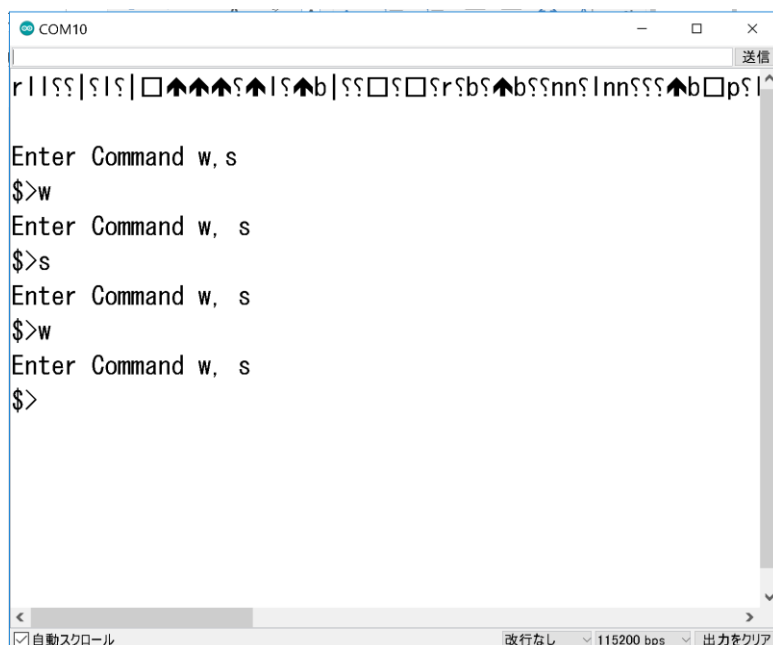 COM10
送信
Enter Command w,s
$>w
Enter Command w, s
$>s
Enter Command w, s
$>w
Enter Command w, s
$>
自動スクロール
改行なし
115200 bps
出力をクリア